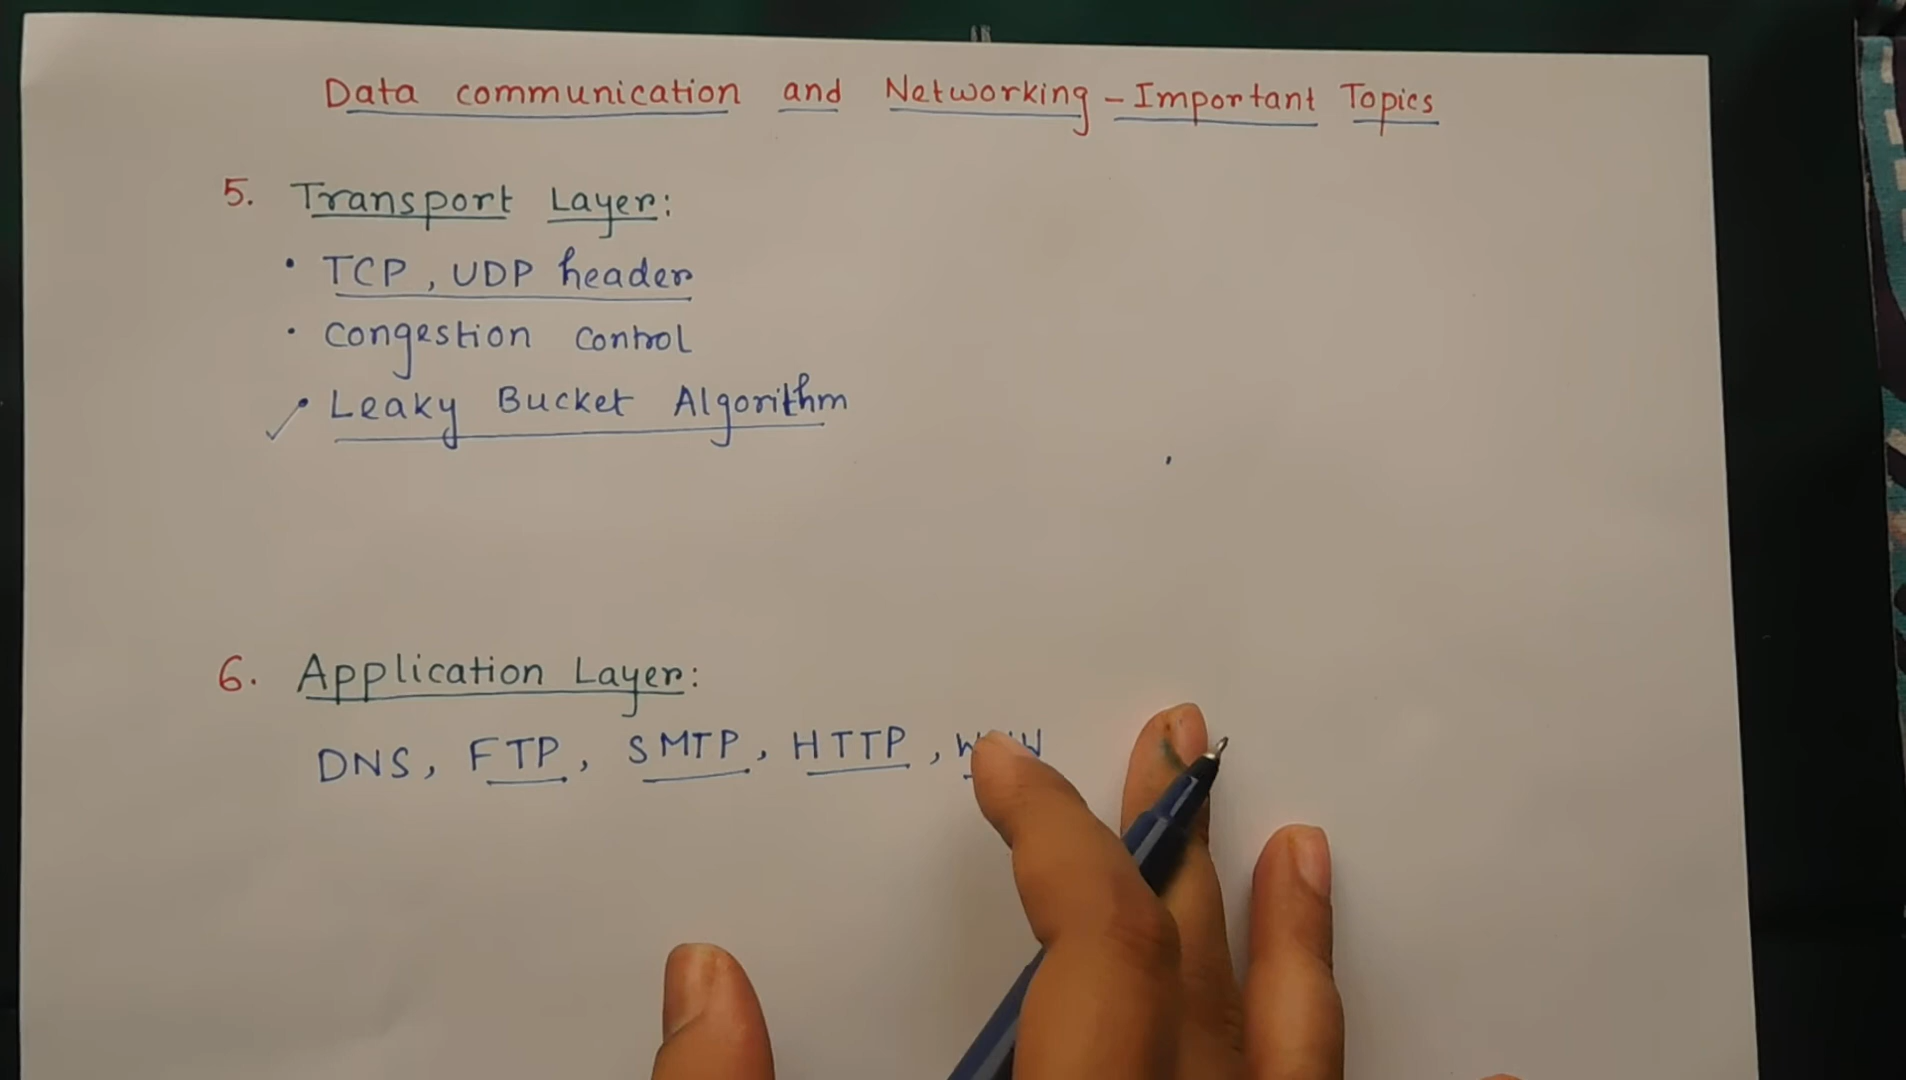 Data communication and Networking - Important Topics
5. Transport Layer:
• TCP, UDP header
• Congestion Control
• Leaky Bucket Algorithm
6. Application Layer:
DNS, FTP, SMTP, HTTP,